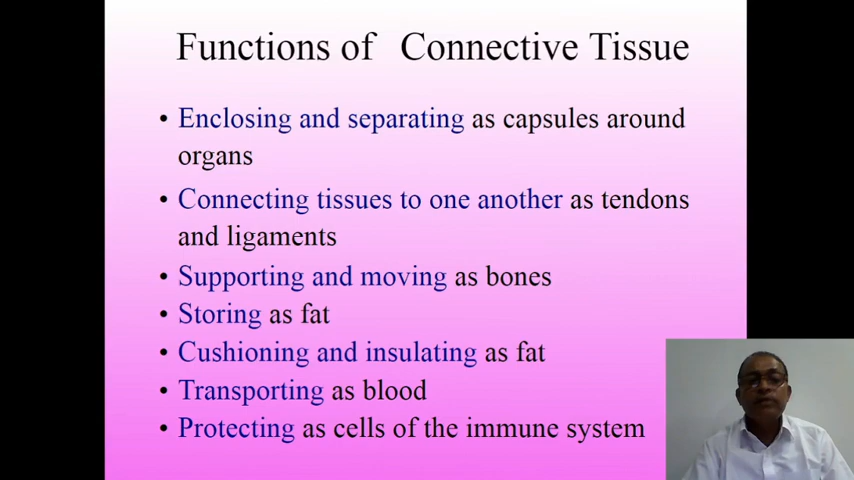 Functions of Connective Tissue
• Enclosing and separating as capsules around
organs
• Connecting tissues to one another as tendons
and ligaments
• Supporting and moving as bones
• Storing as fat
• Cushioning and insulating as fat
• Transporting as blood
• Protecting as cells of the immune system